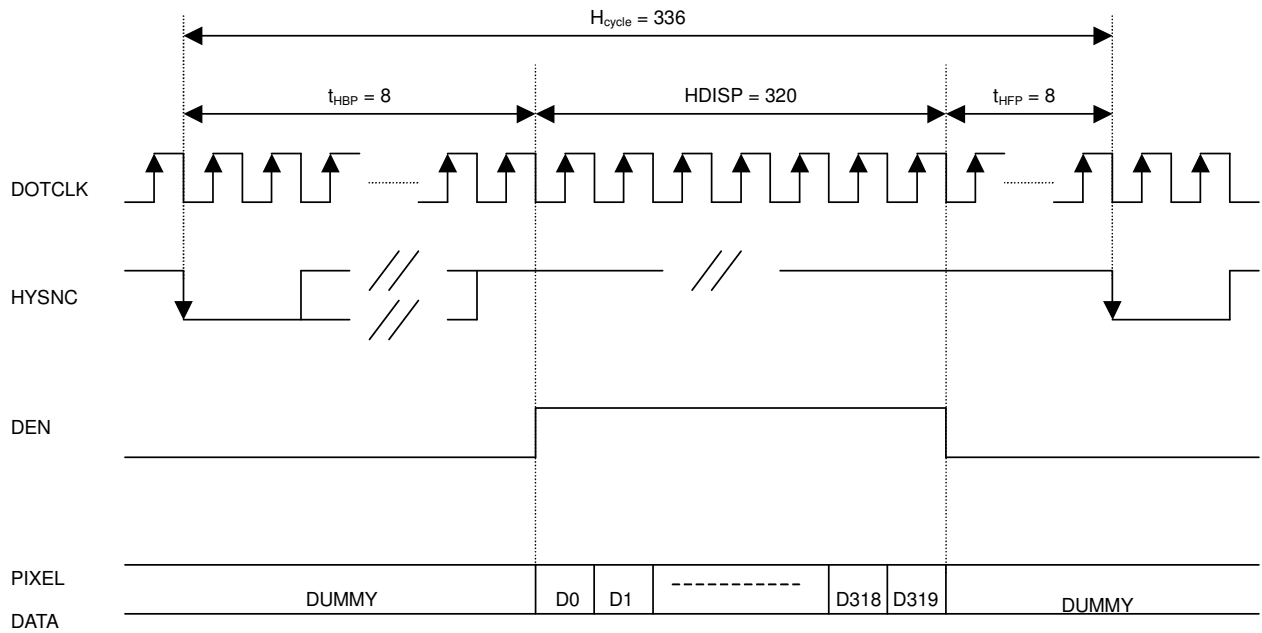 Hcycle = 336
tHBP = 8
HDISP = 320
tHFP = 8
DOTCLK
HYSNC
DEN
PIXEL
DATA
DUMMY
D0
D1
D318
D319
DUMMY